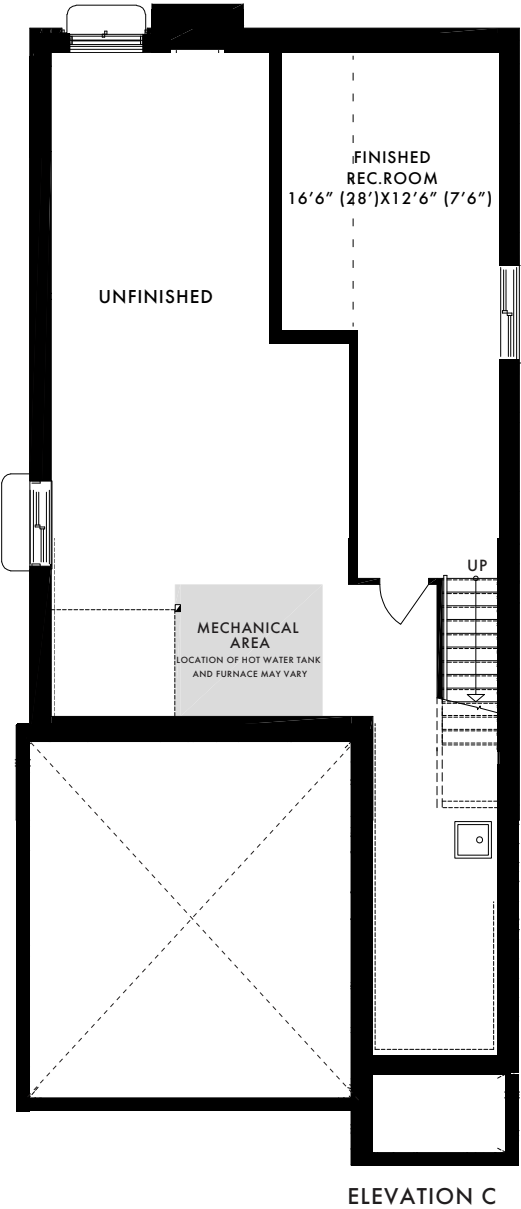 FINISHED
REC.ROOM
16’6” (28’)X12’6” (7’6”)
UNFINISHED
UP
MECHANICAL
AREA
LOCATION OF HOT WATER TANK
AND FURNACE MAY VARY
ELEVATION C